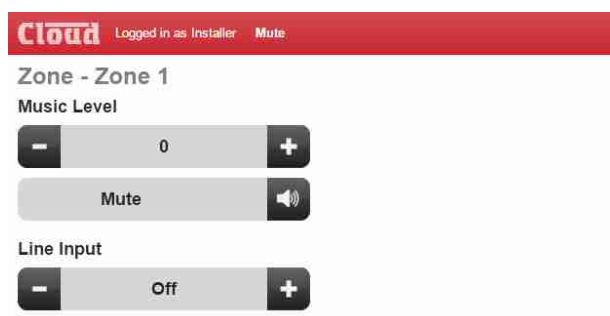 Cloud Logged in as Installer Mute
Zone - Zone 1
Music Level
- 0 +
Mute
Line Input
- Off +